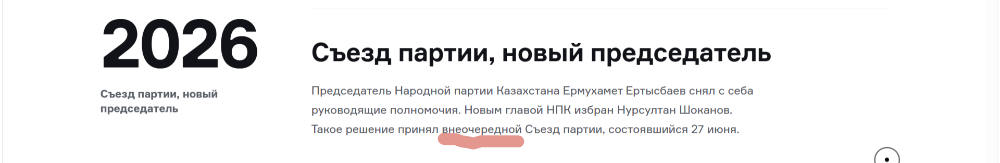 2026
Съезд партии, новый
председатель
Съезд партии, новый председатель
Председатель Народной партии Казахстана Ермухамет Ертысбаев снял с себа
руководящие полномочия. Новым главой НПК избран Нурсултан Шоканов.
Такое решение принял внеочередной Съезд партии, состоявшийся 27 июня.